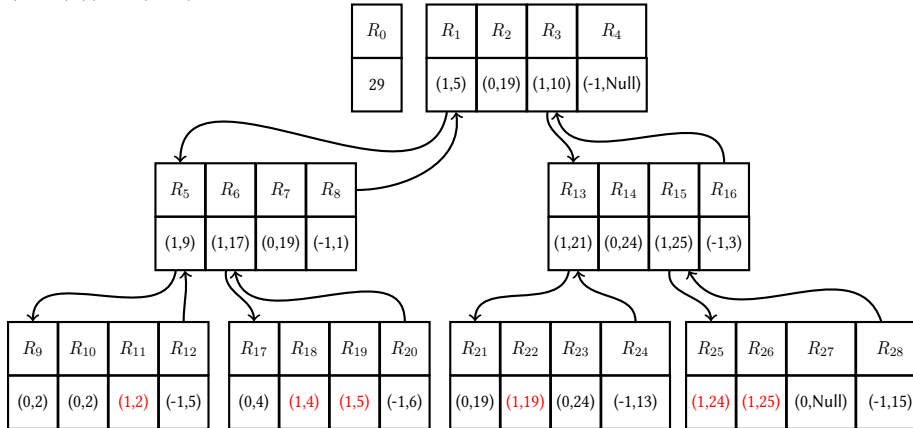 R0 R1 R2 R3 R4
29 (1,5) (0,19) (1,10) (-1,Null)
R5 R6 R7 R8 R13 R14 R15 R16
(1,9) (1,17) (0,19) (-1,1) (1,21) (0,24) (1,25) (-1,3)
R9 R10 R11 R12 R17 R18 R19 R20 R21 R22 R23 R24 R25 R26 R27 R28
(0,2) (0,2) (1,2) (-1,5) (0,4) (1,4) (1,5) (-1,6) (0,19) (1,19) (0,24) (-1,13) (1,24) (1,25) (0,Null) (-1,15)